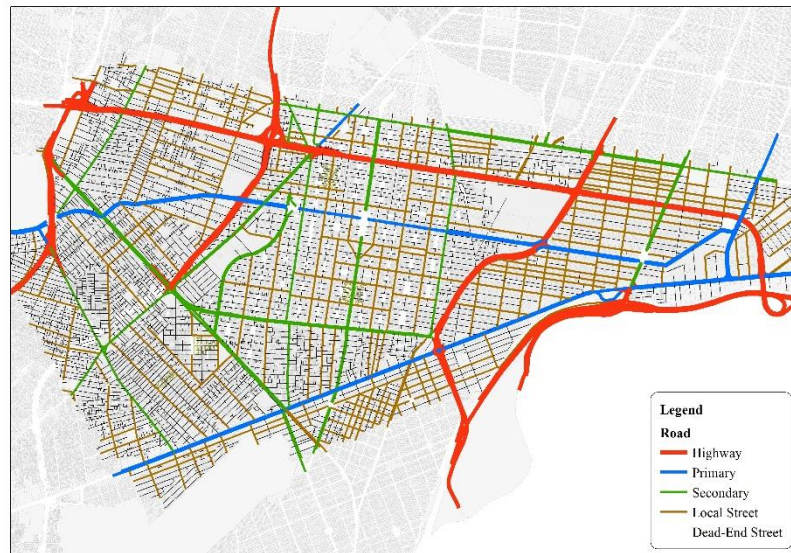 Legend
Road
Highway
Primary
Secondary
Local Street
Dead-End Street